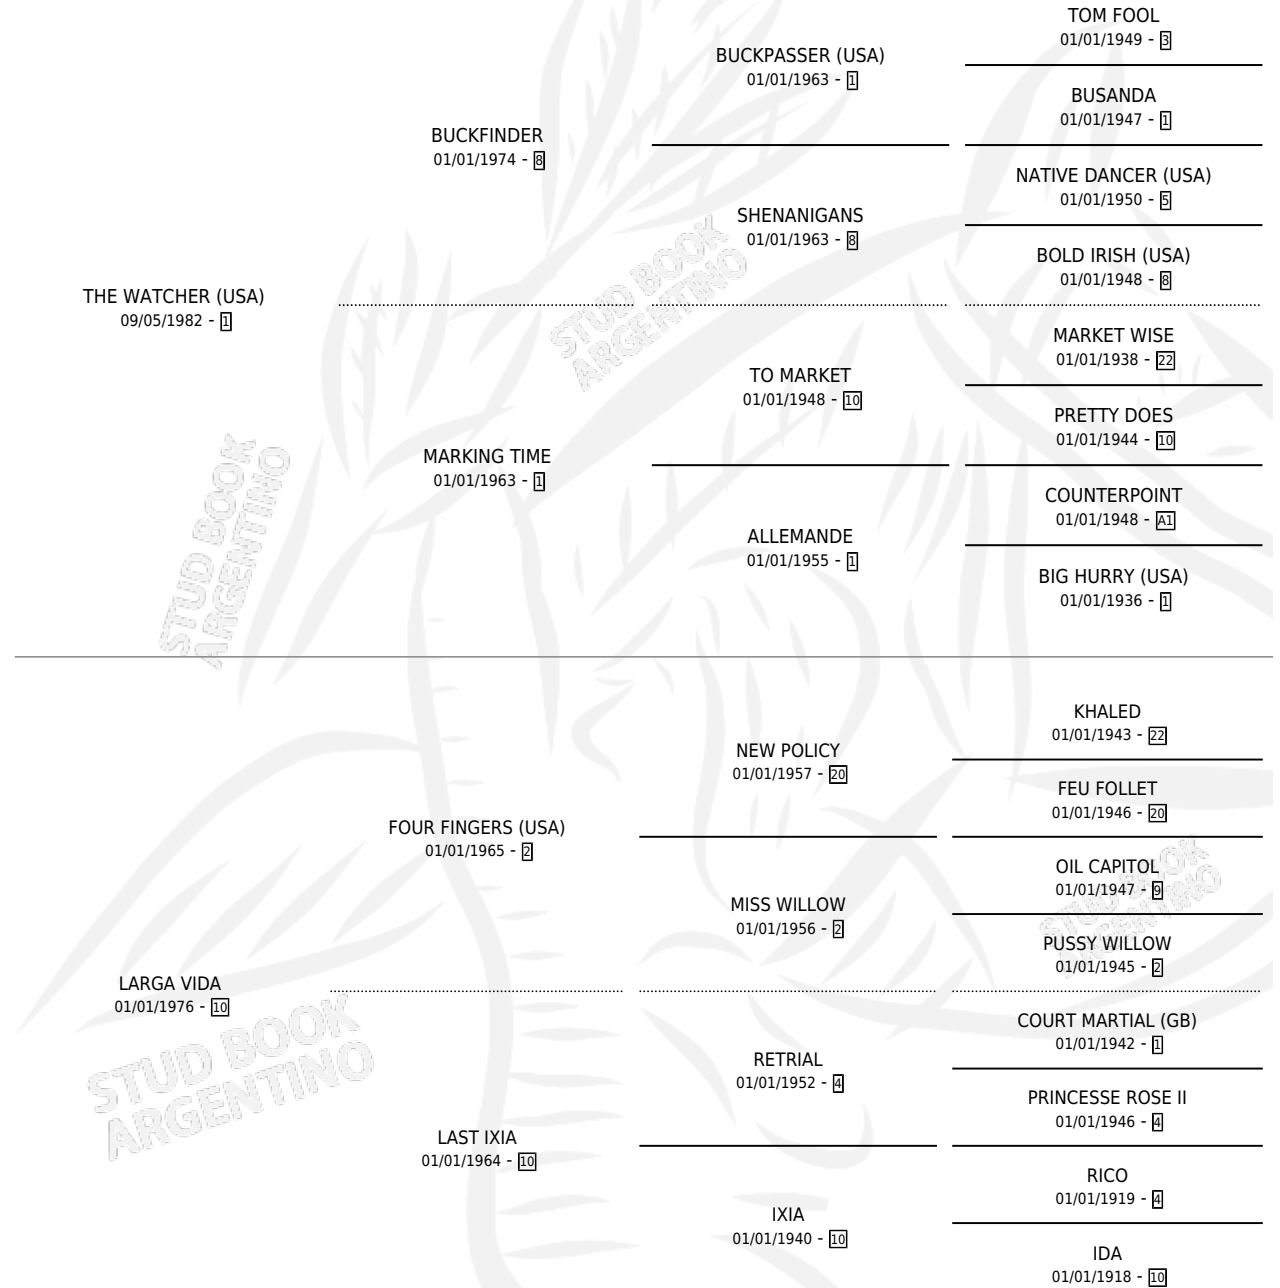 TOM FOOL
01/01/1949 - 3
BUCKPASSER (USA)
01/01/1963 - 1
BUSANDA
01/01/1947 - 1
BUCKFINDER
01/01/1974 - 8
NATIVE DANCER (USA)
01/01/1950 - 5
SHENANIGANS
01/01/1963 - 8
BOLD IRISH (USA)
01/01/1948 - 8
THE WATCHER (USA)
09/05/1982 - 1
MARKET WISE
01/01/1938 - 22
TO MARKET
01/01/1948 - 10
PRETTY DOES
01/01/1944 - 10
MARKING TIME
01/01/1963 - 1
COUNTERPOINT
01/01/1948 - A1
ALLEMANDE
01/01/1955 - 1
BIG HURRY (USA)
01/01/1936 - 1
KHALED
01/01/1943 - 22
NEW POLICY
01/01/1957 - 20
FEU FOLLET
01/01/1946 - 20
FOUR FINGERS (USA)
01/01/1965 - 2
OIL CAPITOL
01/01/1947 - 9
MISS WILLOW
01/01/1956 - 2
PUSSY WILLOW
01/01/1945 - 2
LARGA VIDA
01/01/1976 - 10
COURT MARTIAL (GB)
01/01/1942 - 1
RETRIAL
01/01/1952 - 4
PRINCESSE ROSE II
01/01/1946 - 4
LAST IXIA
01/01/1964 - 10
RICO
01/01/1919 - 4
IXIA
01/01/1940 - 10
IDA
01/01/1918 - 10
STUD BOOK
ARGENTINO
STUD BOOK
ARGENTINO
STUD BOOK
ARGENTINO
STUD BOOK
ARGENTINO